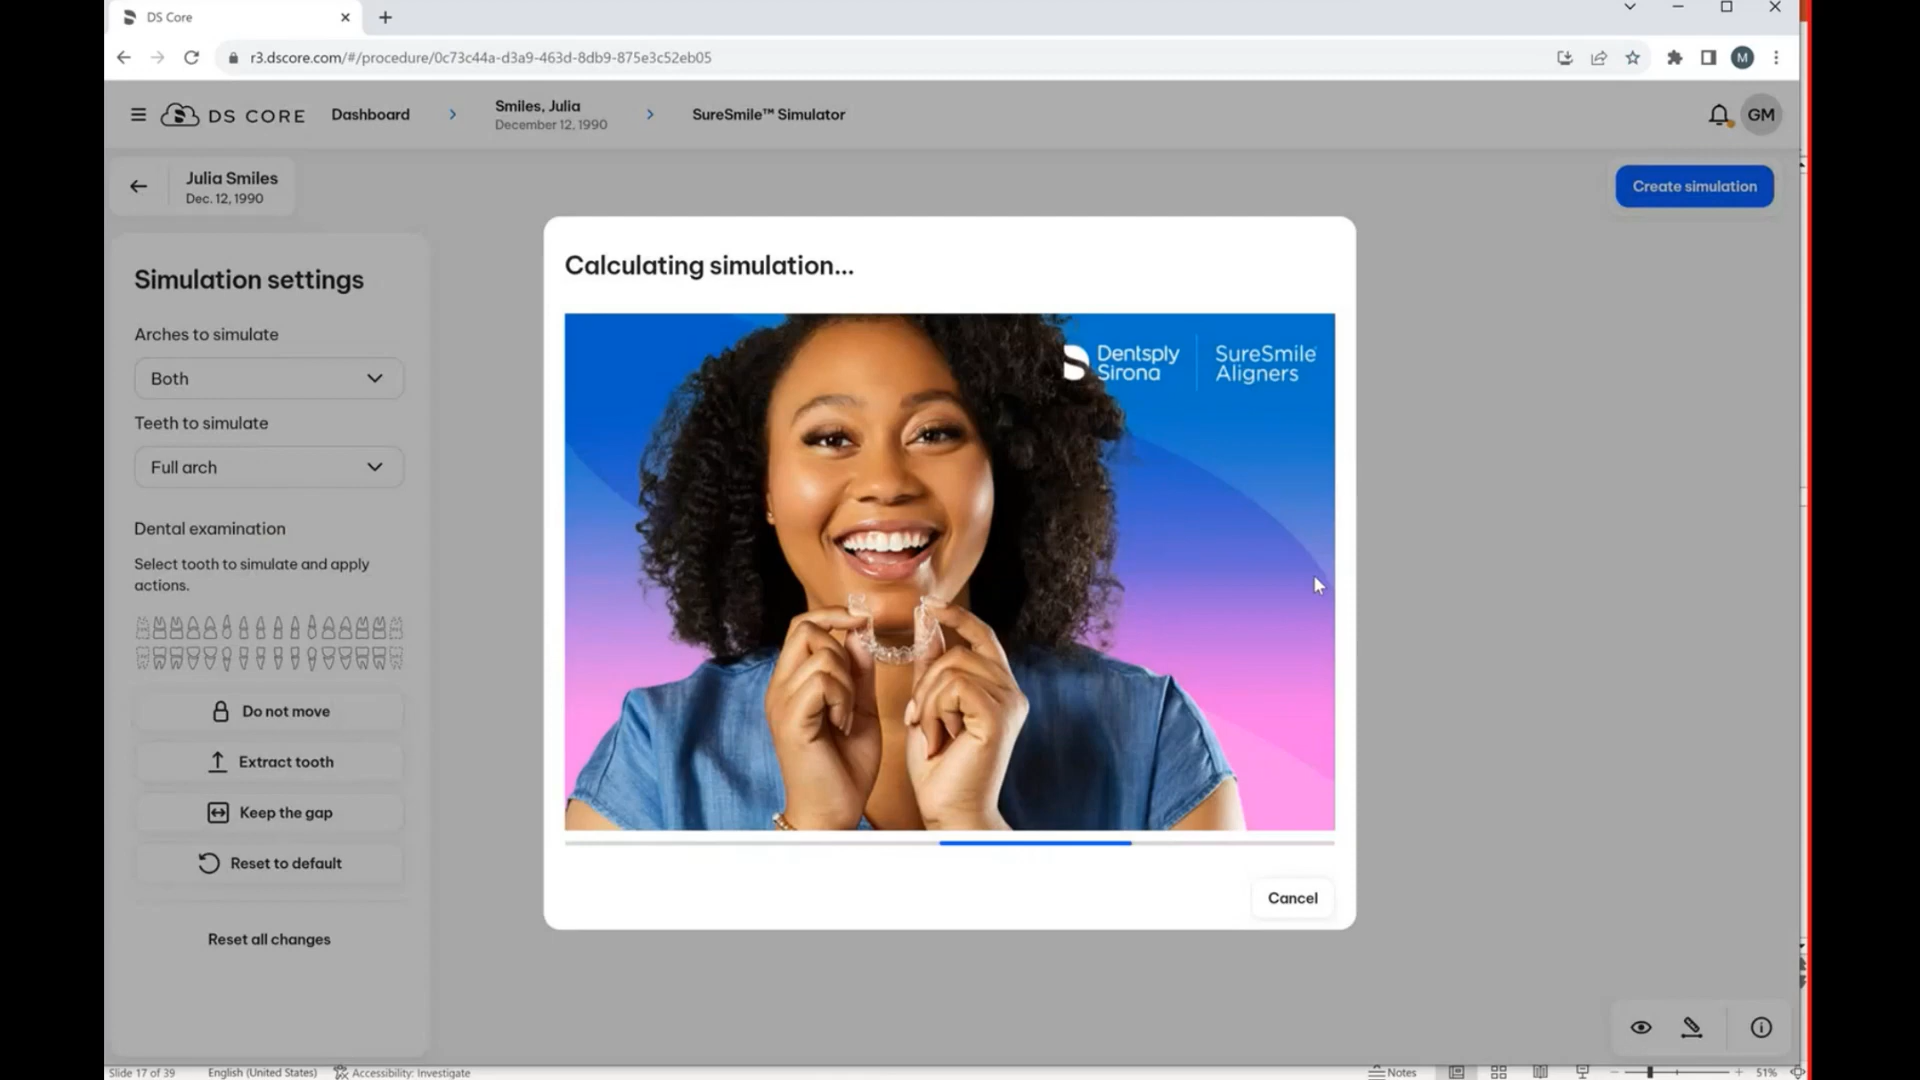 DS Core
r3.dscore.com/#/procedure/0c73c44a-d3a9-463d-8db9-875e3c52eb05
M
DS CORE
Dashboard
Smiles, Julia
December 12, 1990
SureSmile™ Simulator
GM
Julia Smiles
Dec. 12, 1990
Create simulation
Simulation settings
Arches to simulate
Both
Teeth to simulate
Full arch
Dental examination
Select tooth to simulate and apply
actions.
Do not move
Extract tooth
Keep the gap
Reset to default
Reset all changes
Calculating simulation...
Dentsply
Sirona
SureSmile
Aligners
Cancel
Slide 17 of 39
English (United States)
Accessibility: Investigate
Notes
51%